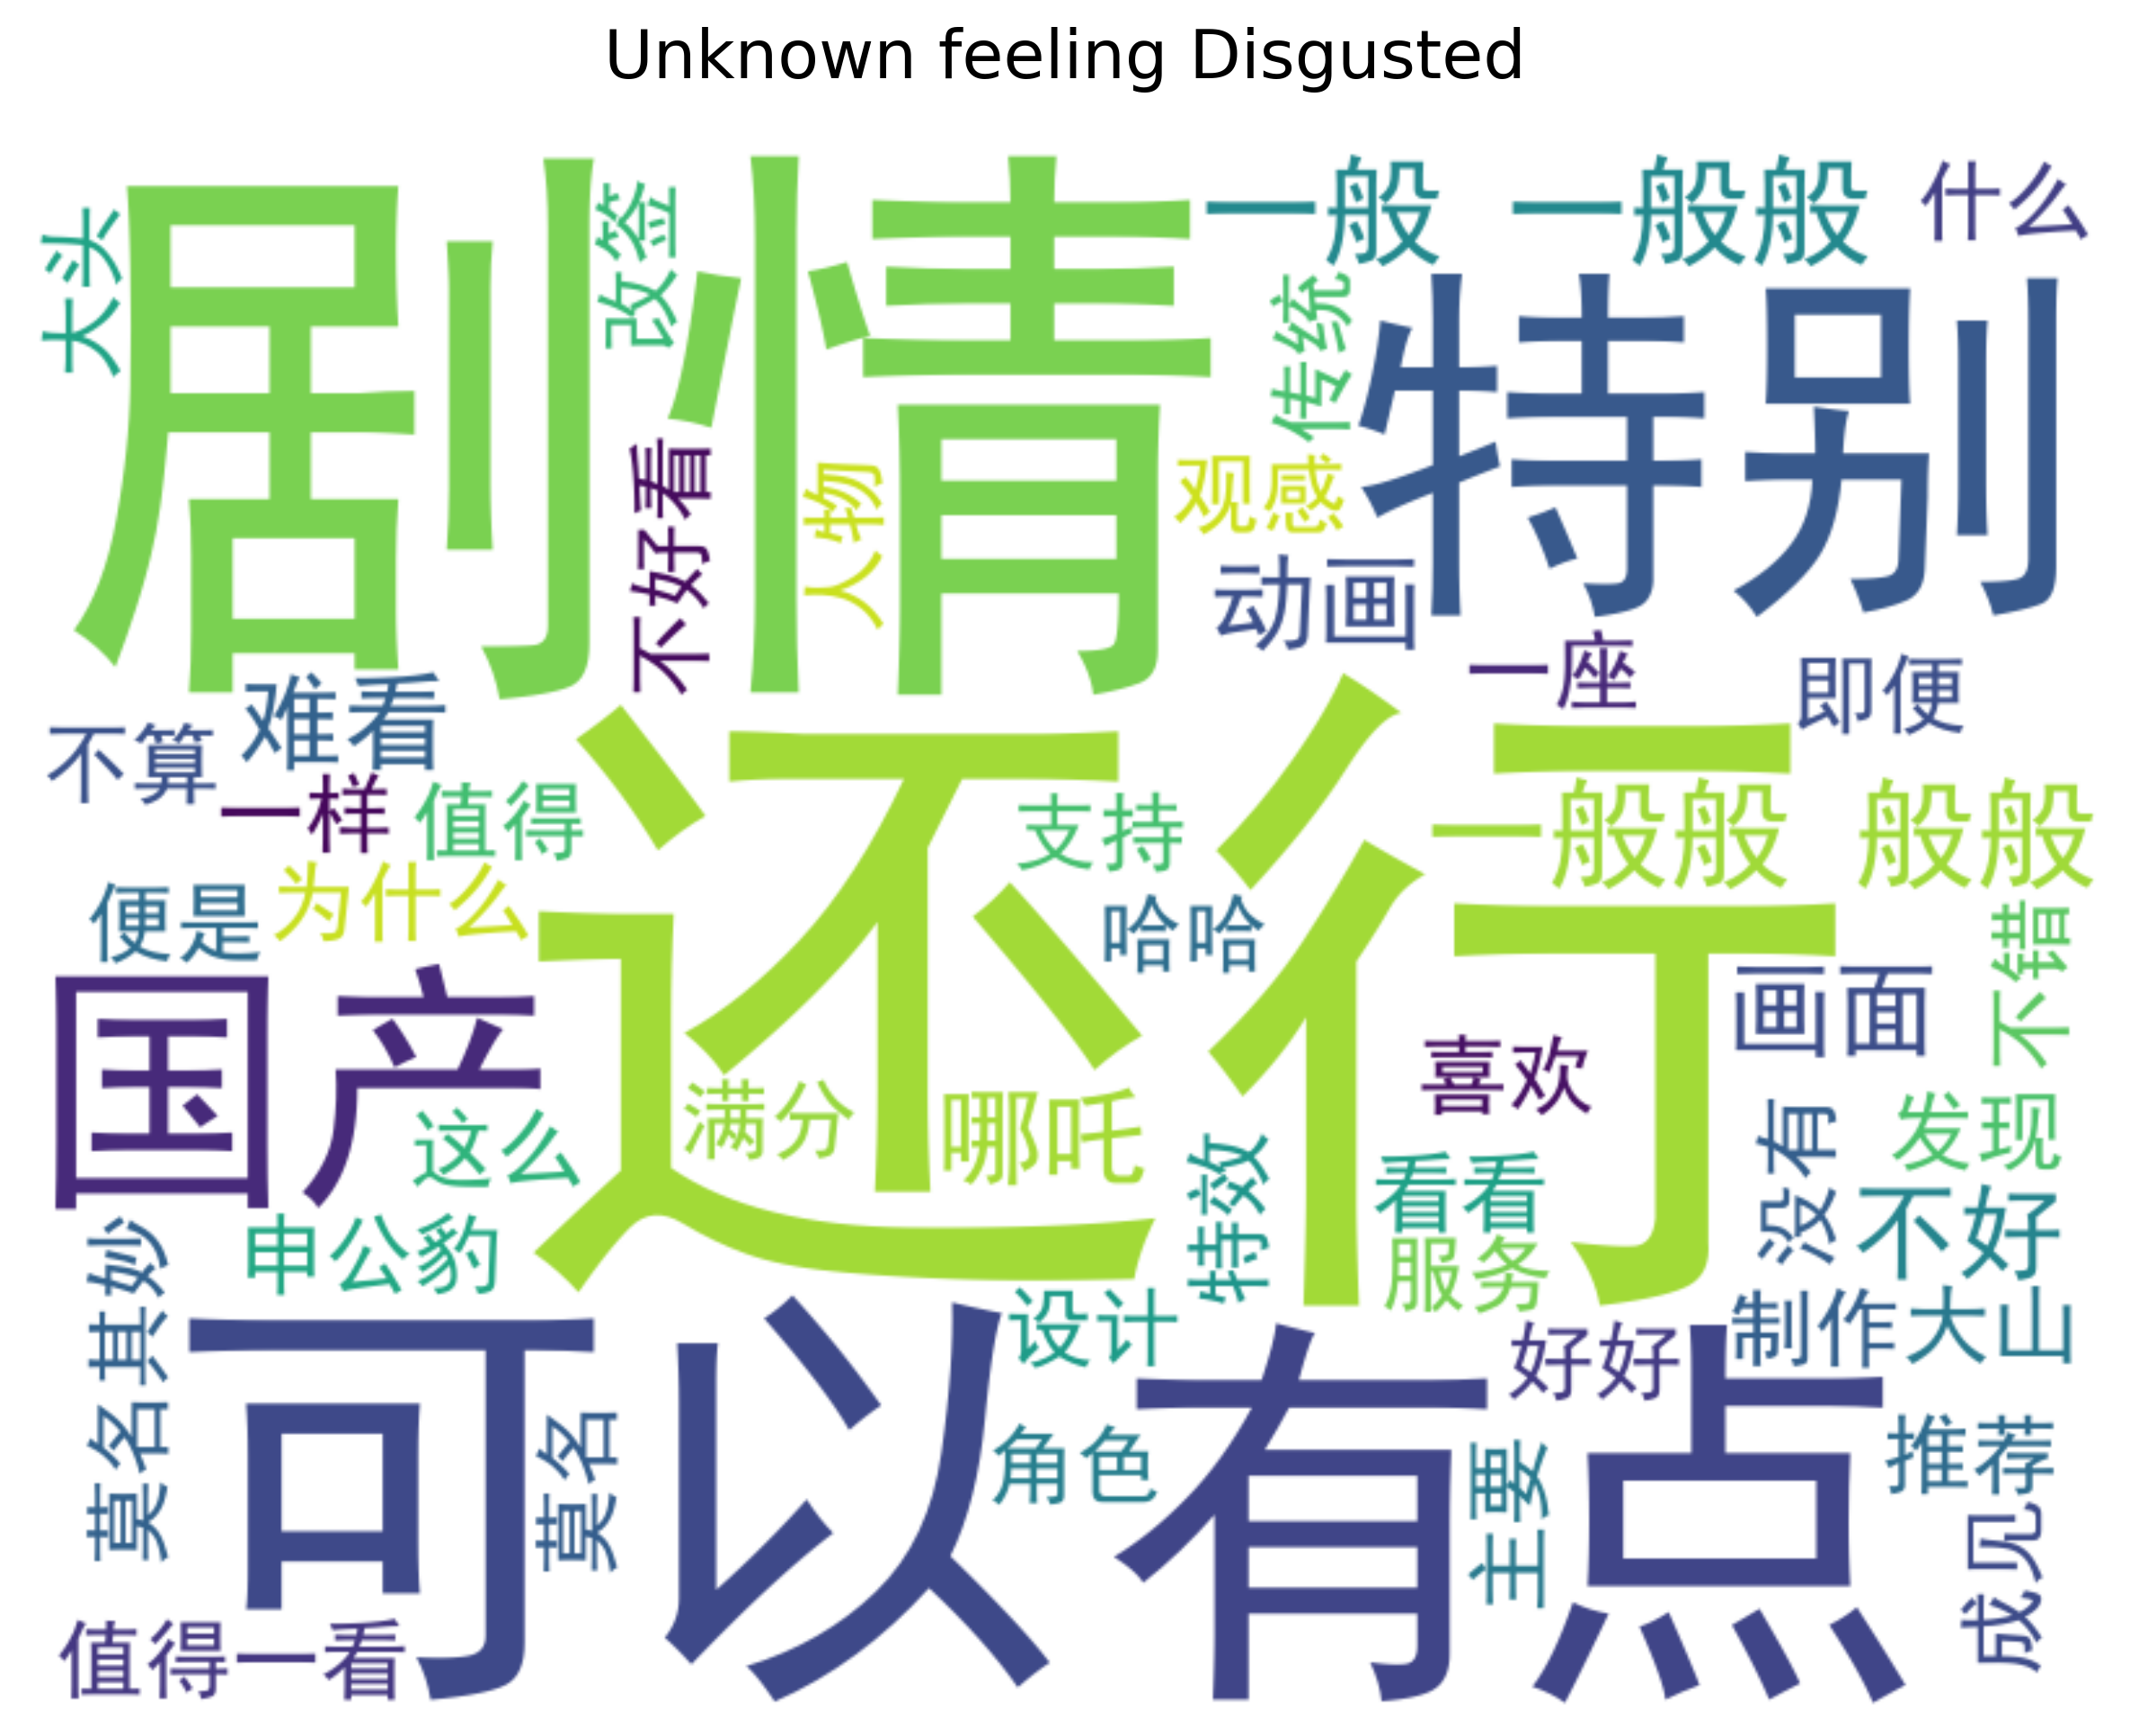 Unknown feeling Disgusted
剧情
大头
改签
一般 一般般
什么
传统
特别
不好看
人物
观感
动画
一座
即便
难看
不算
一样
值得
还行
支持
一般般 般般
便是
为什么
哈哈
不错
国产
画面
喜欢
这么
满分
哪吒
没有
发现
特效
看看
不好
申公豹
服务
莫名其妙
可以
设计
有点
好好
制作
大山
莫名
角色
主要
推荐
成见
值得一看